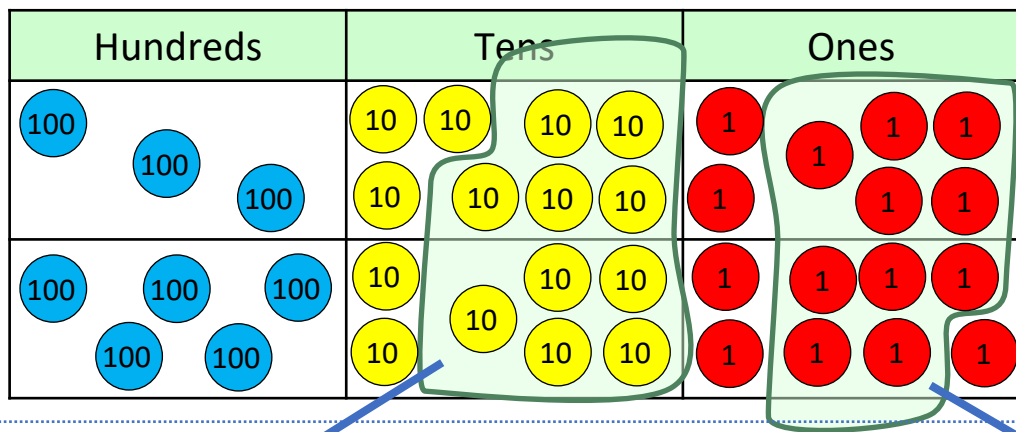 Hundreds Tens Ones
100 10 10 10 10 1 1 1
100 1
100 10 10 10 10 1 1 1
100 100 100 10 10 10 1 1 1 1
10
100 100 10 10 10 1 1 1 1